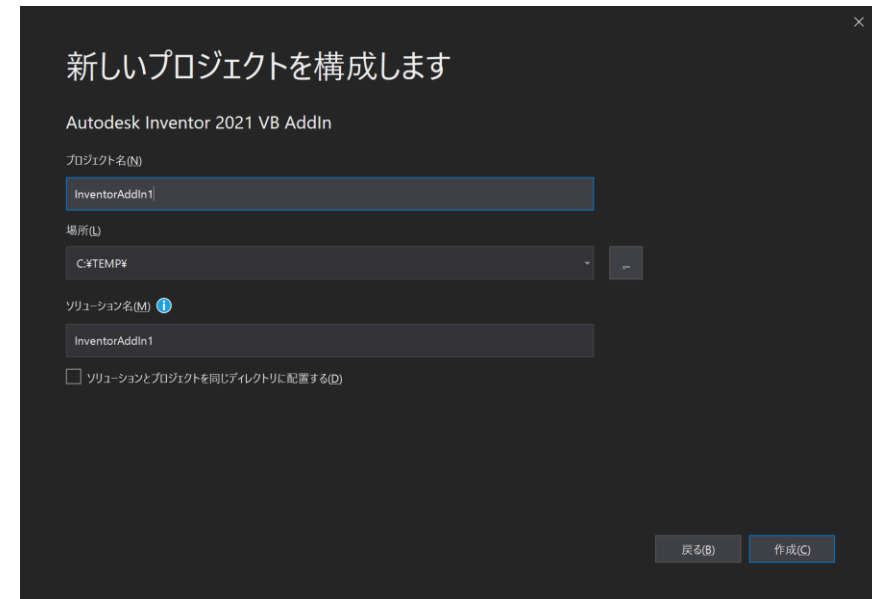 新しいプロジェクトを構成します
Autodesk Inventor 2021 VB AddIn
プロジェクト名(N)
InventorAddIn1
場所(L)
C:¥TEMP¥
...
ソリューション名(M)
InventorAddIn1
ソリューションとプロジェクトを同じディレクトリに配置する(D)
戻る(B)
作成(C)